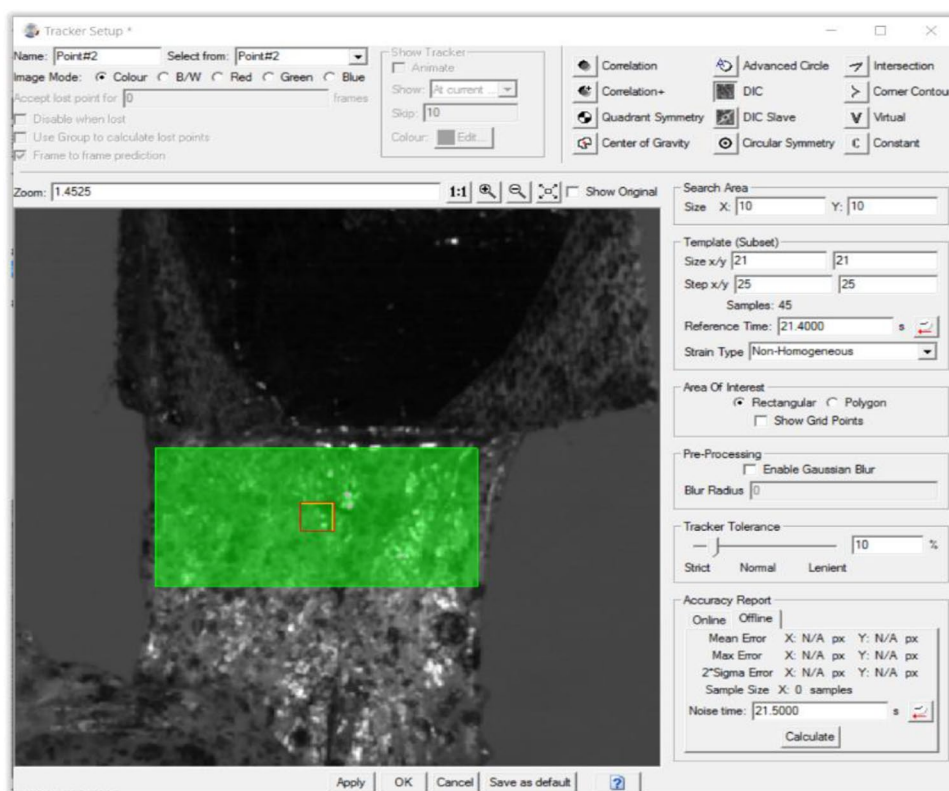 Tracker Setup *
Name: Point#2 Select from: Point#2
Image Mode: Colour B/W Red Green Blue
Accept lost point for 0 frames
Disable when lost
Use Group to calculate lost points
Frame to frame prediction
Show Tracker
Animate
Show: At current ...
Skip: 10
Colour: Edit...
Correlation Advanced Circle Intersection
Correlation+ DIC Corner Contou
Quadrant Symmetry DIC Slave Virtual
Center of Gravity Circular Symmetry C Constant
Zoom: 1.4525 1:1 Show Original
Search Area
Size X: 10 Y: 10
Template (Subset)
Size x/y 21 21
Step x/y 25 25
Samples: 45
Reference Time: 21.4000 s
Strain Type Non-Homogeneous
Area Of Interest
Rectangular Polygon
Show Grid Points
Pre-Processing
Enable Gaussian Blur
Blur Radius 0
Tracker Tolerance
10 %
Strict Normal Lenient
Accuracy Report
Online Offline
Mean Error X: N/A px Y: N/A px
Max Error X: N/A px Y: N/A px
2*Sigma Error X: N/A px Y: N/A px
Sample Size X: 0 samples
Noise time: 21.5000 s
Calculate
Apply OK Cancel Save as default ?